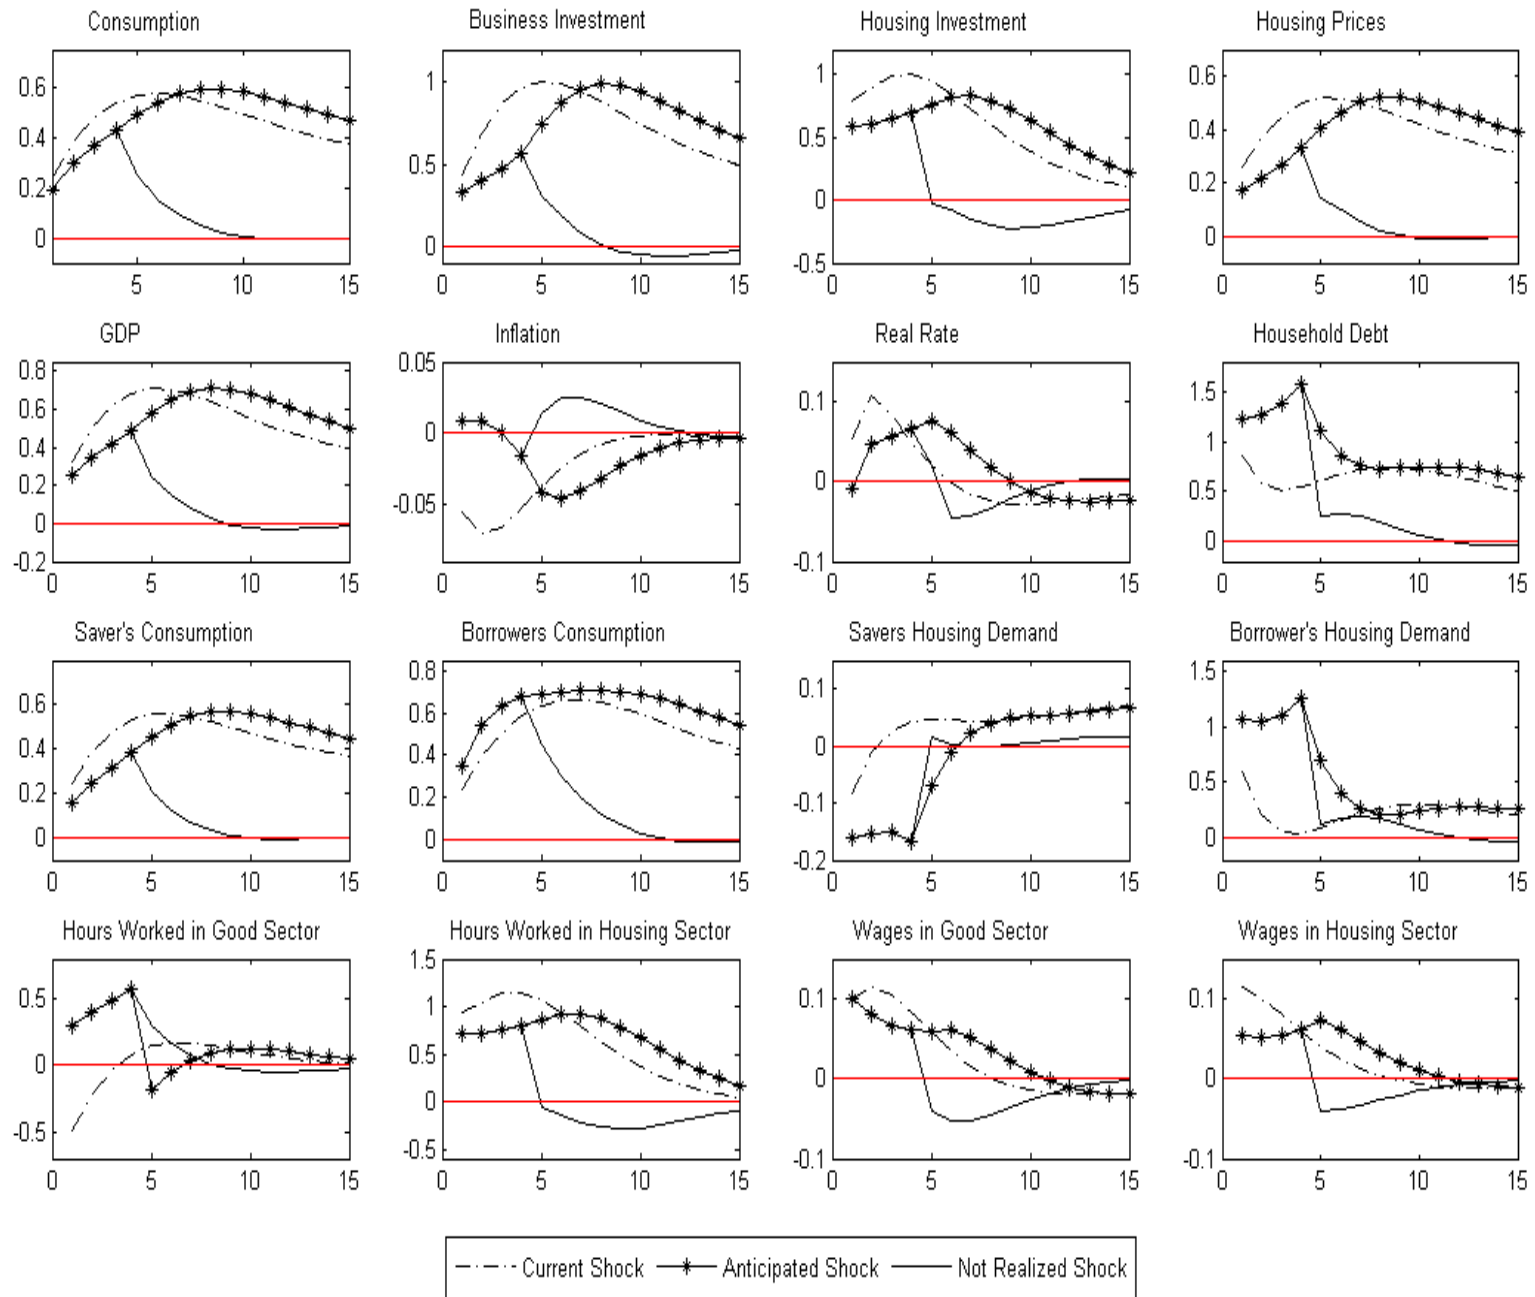 Consumption
Business Investment
Housing Investment
Housing Prices
0.6
0.4
0.2
0
0 5 10 15
1
0.5
0
0 5 10 15
1
0.5
0
-0.5
0 5 10 15
0.6
0.4
0.2
0
0 5 10 15
GDP
Inflation
Real Rate
Household Debt
0.8
0.6
0.4
0.2
0
-0.2
0 5 10 15
0.05
0
-0.05
0 5 10 15
0.1
0
-0.1
0 5 10 15
1.5
1
0.5
0
0 5 10 15
Saver's Consumption
Borrowers Consumption
Savers Housing Demand
Borrower's Housing Demand
0.6
0.4
0.2
0
0 5 10 15
0.8
0.6
0.4
0.2
0
0 5 10 15
0.1
0
-0.1
-0.2
0 5 10 15
1.5
1
0.5
0
0 5 10 15
Hours Worked in Good Sector
Hours Worked in Housing Sector
Wages in Good Sector
Wages in Housing Sector
0.5
0
-0.5
0 5 10 15
1.5
1
0.5
0
-0.5
0 5 10 15
0.1
0
-0.1
0 5 10 15
0.1
0
-0.1
0 5 10 15
Current Shock Anticipated Shock Not Realized Shock